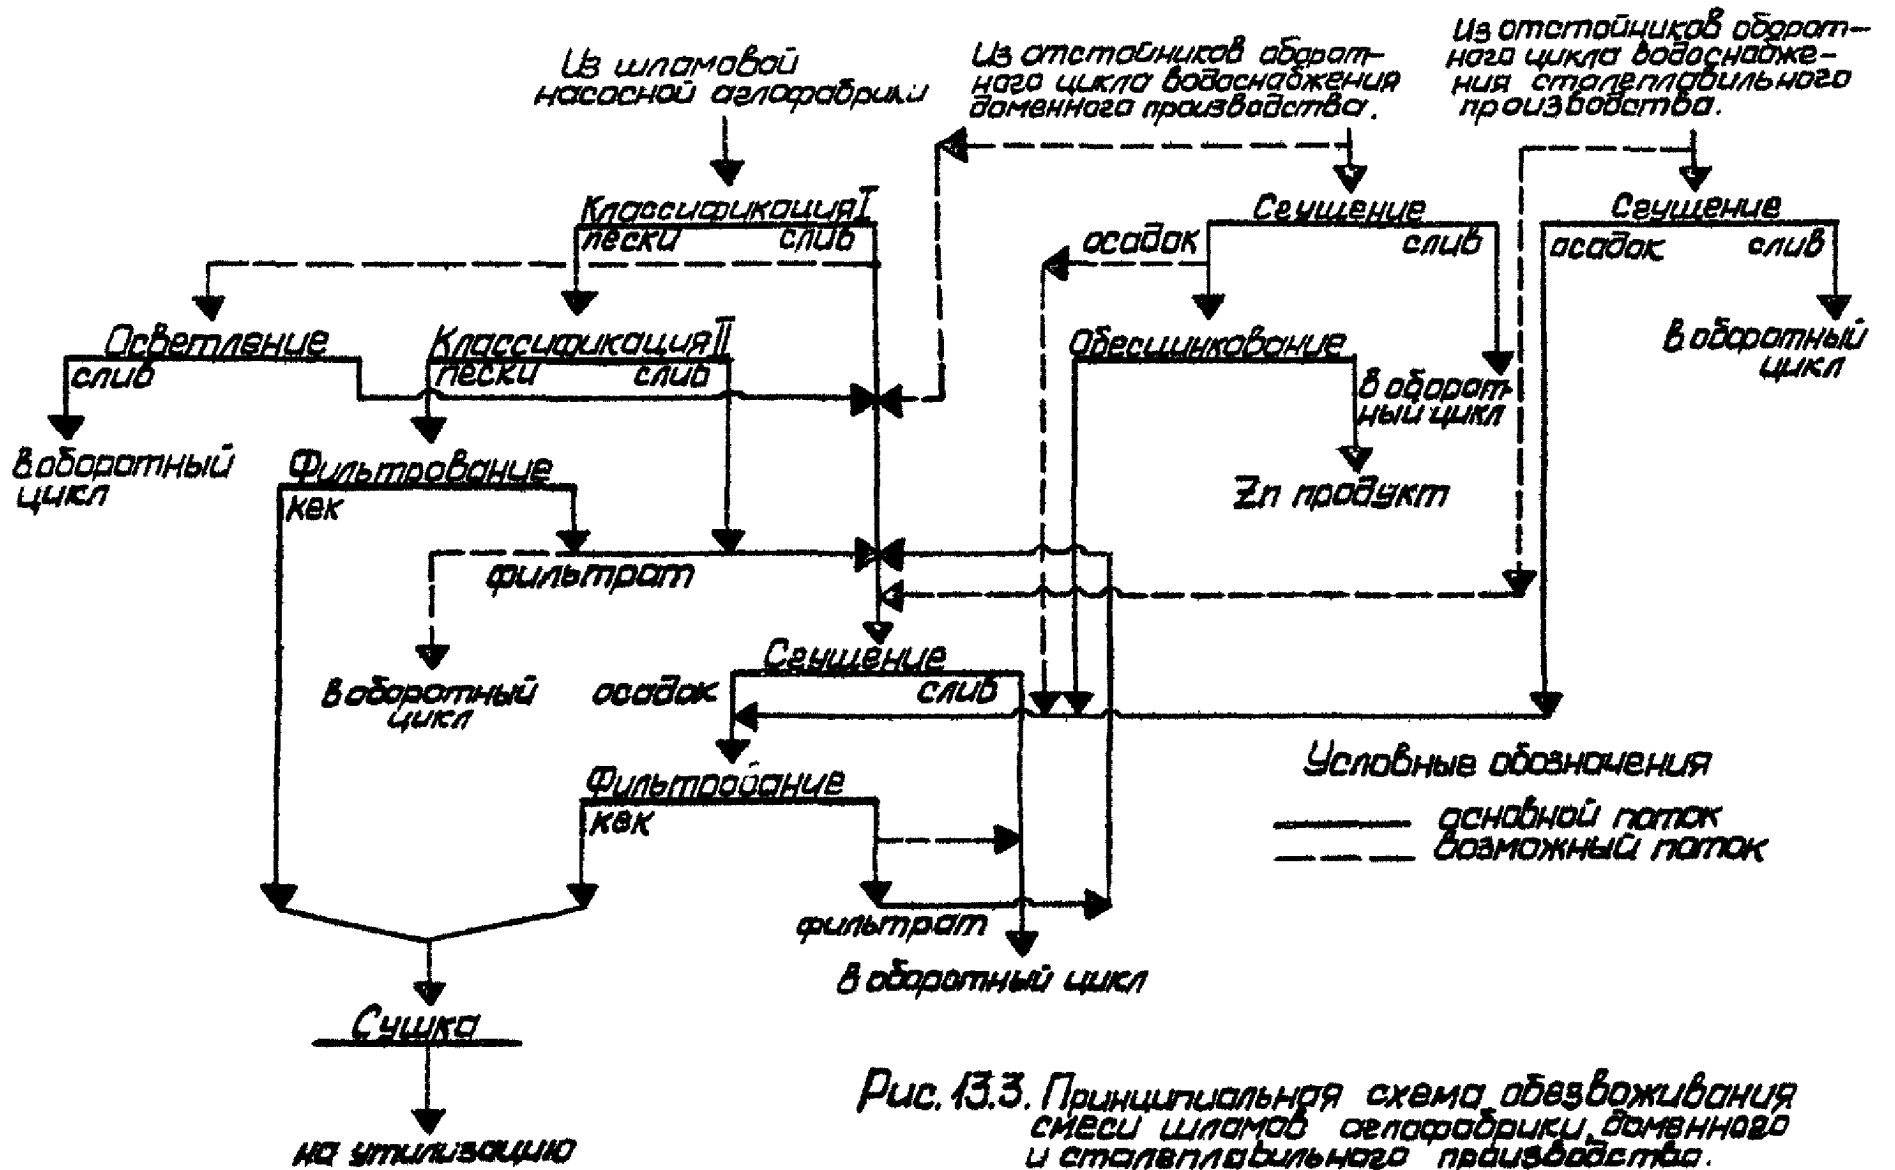 Из шламовой
насосной аглофабрики
Из отстойников оборот-
ного цикла водоснабжения
доменного производства.
Из отстойников оборот-
ного цикла водоснабже-
ния сталеплавильного
производства.
Классификация I
пески слив
Сгущение
осадок слив
Сгущение
осадок слив
Осветление
слив
Классификация II
пески слив
Обесцинкование
в оборот-
ный цикл
в оборотный
цикл
в оборотный
цикл
Фильтрование
кек
Zn продукт
фильтрат
в оборотный
цикл
Сгущение
осадок слив
Фильтрование
кек
Условные обозначения
основной поток
возможный поток
фильтрат
в оборотный цикл
Сушка
на утилизацию
Рис. 13.3. Принципиальная схема обезвоживания
смеси шламов аглофабрики, доменного
и сталеплавильного производства.